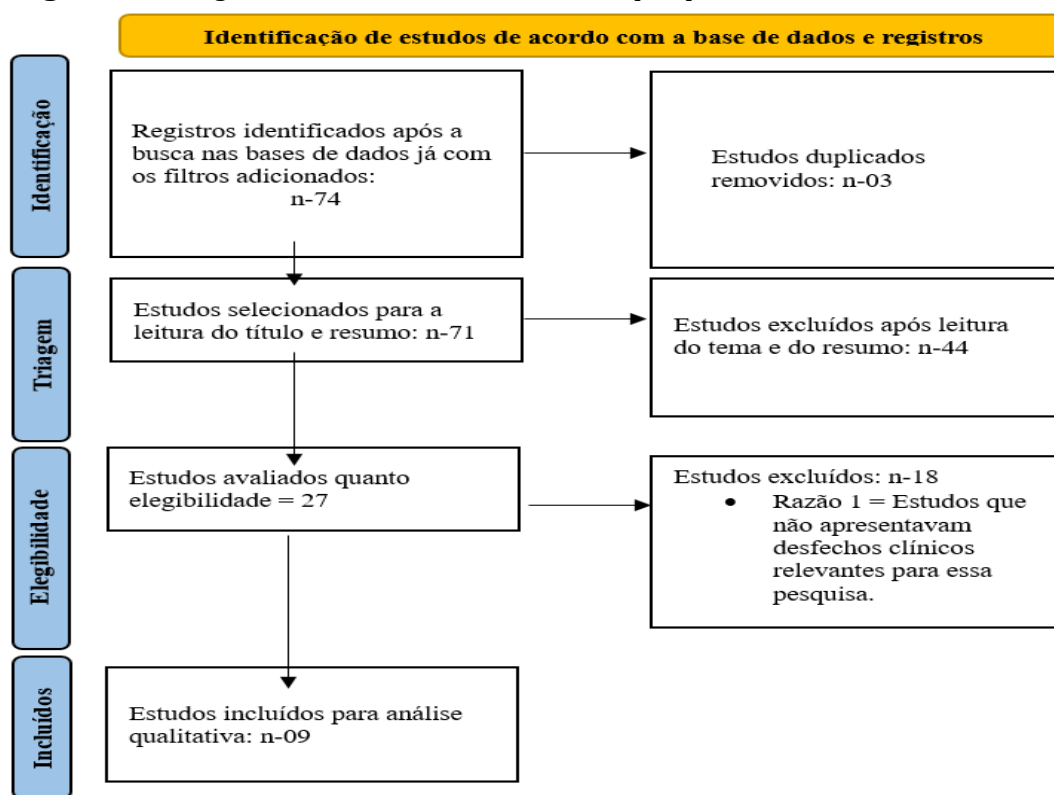 Identificação de estudos de acordo com a base de dados e registros
Identificação
Registros identificados após a
busca nas bases de dados já com
os filtros adicionados:
n-74
Estudos duplicados
removidos: n-03
Triagem
Estudos selecionados para a
leitura do título e resumo: n-71
Estudos excluídos após leitura
do tema e do resumo: n-44
Elegibilidade
Estudos avaliados quanto
elegibilidade = 27
Estudos excluídos: n-18
• Razão 1 = Estudos que
não apresentavam
desfechos clínicos
relevantes para essa
pesquisa.
Incluídos
Estudos incluídos para análise
qualitativa: n-09